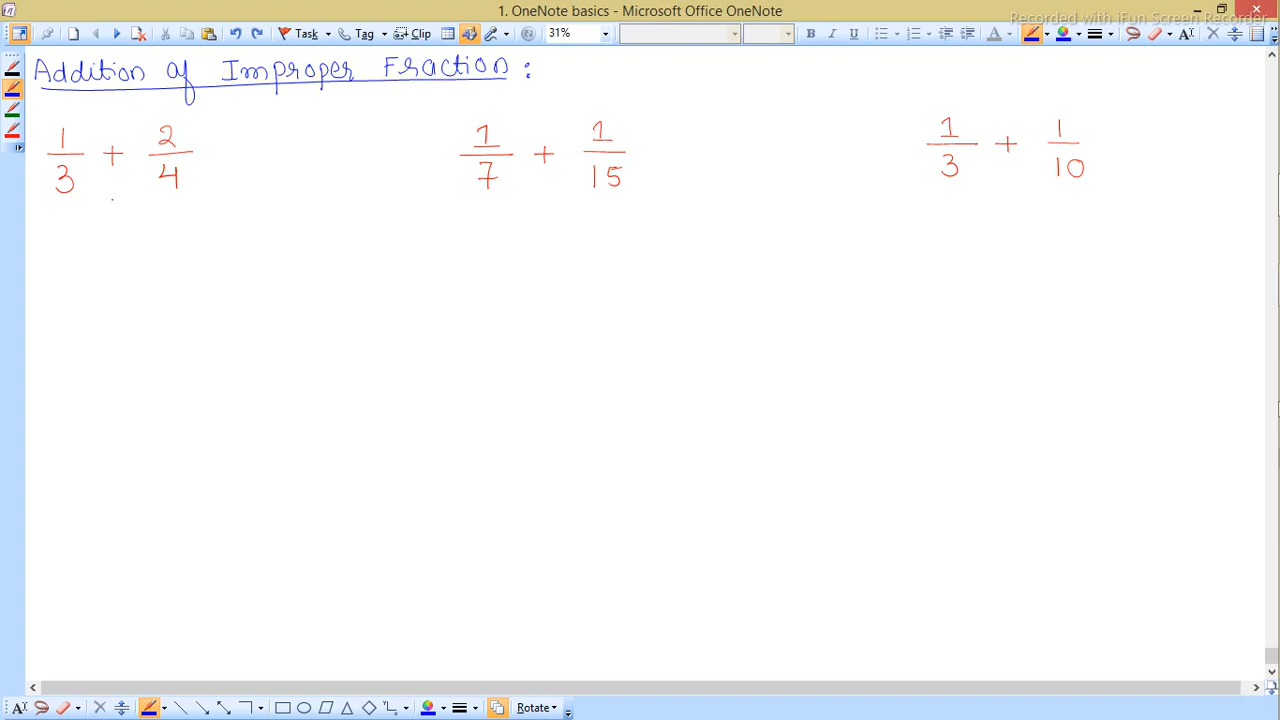 1. OneNote basics - Microsoft Office OneNote
Recorded with iFun Screen Recorder
Task Tag Clip 31% B I U A
Addition of Improper Fraction :
1/3 + 2/4 1/7 + 1/15 1/3 + 1/10
Rotate